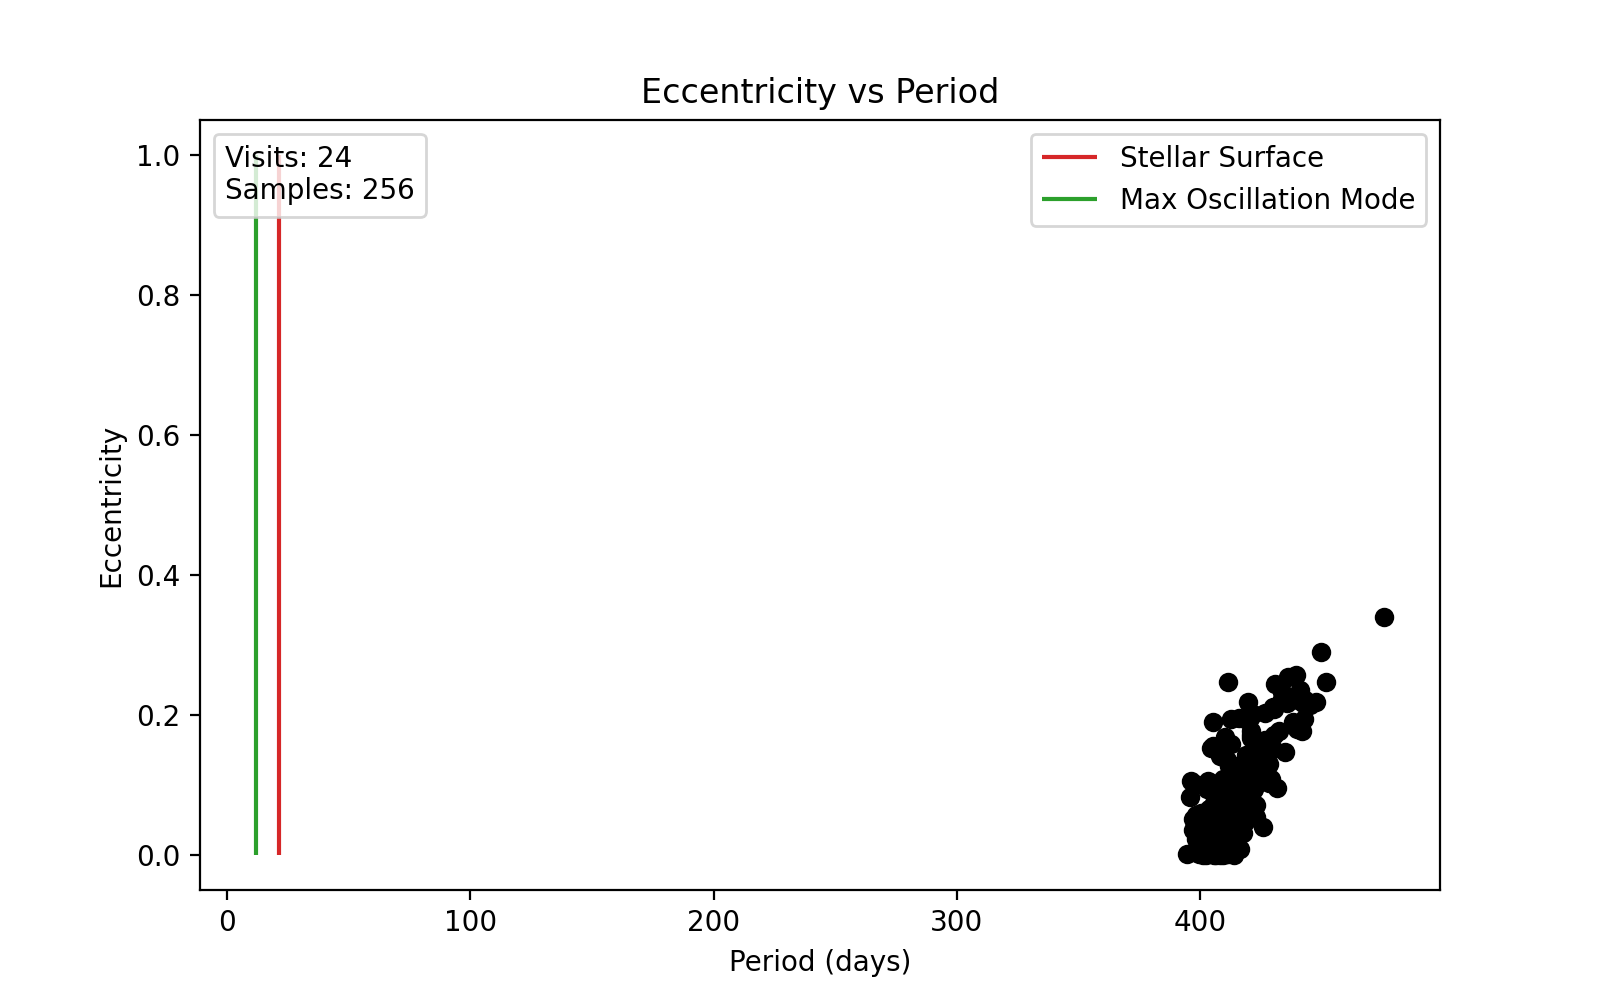 Eccentricity vs Period
Visits: 24
Samples: 256
Stellar Surface
Max Oscillation Mode
1.0
0.8
0.6
0.4
0.2
0.0
Eccentricity
0
100
200
300
400
Period (days)